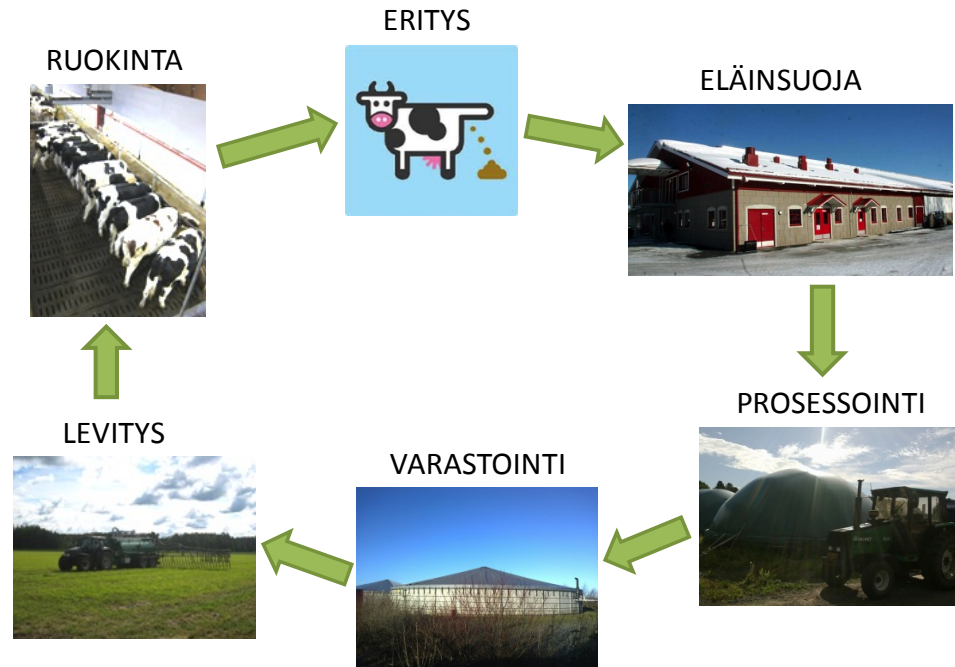 ERITYS
RUOKINTA
ELÄINSUOJA
PROSESSOINTI
LEVITYS
VARASTOINTI